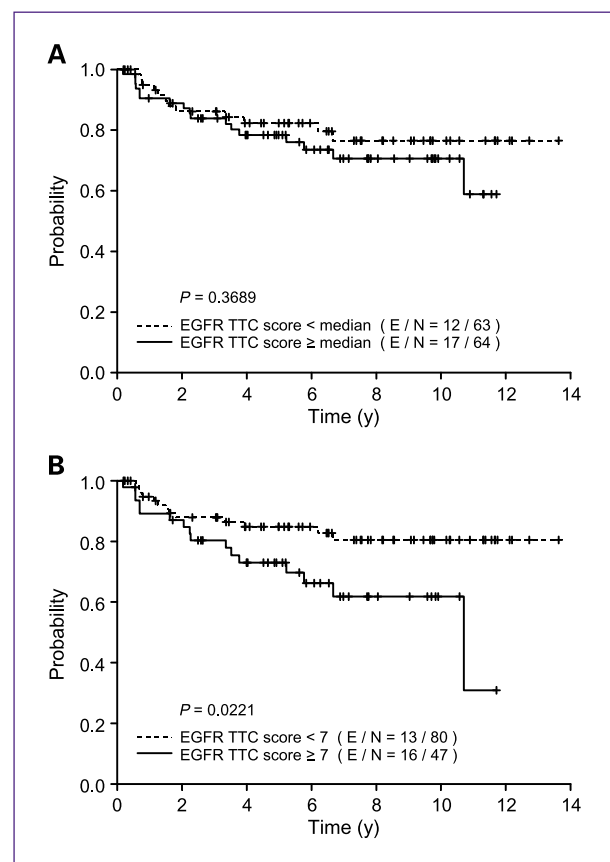 A
1.0
0.8
0.6
0.4
0.2
0.0
Probability
P = 0.3689
EGFR TTC score < median ( E / N = 12 / 63 )
EGFR TTC score ≥ median ( E / N = 17 / 64 )
0 2 4 6 8 10 12 14
Time (y)
B
1.0
0.8
0.6
0.4
0.2
0.0
Probability
P = 0.0221
EGFR TTC score < 7 ( E / N = 13 / 80 )
EGFR TTC score ≥ 7 ( E / N = 16 / 47 )
0 2 4 6 8 10 12 14
Time (y)